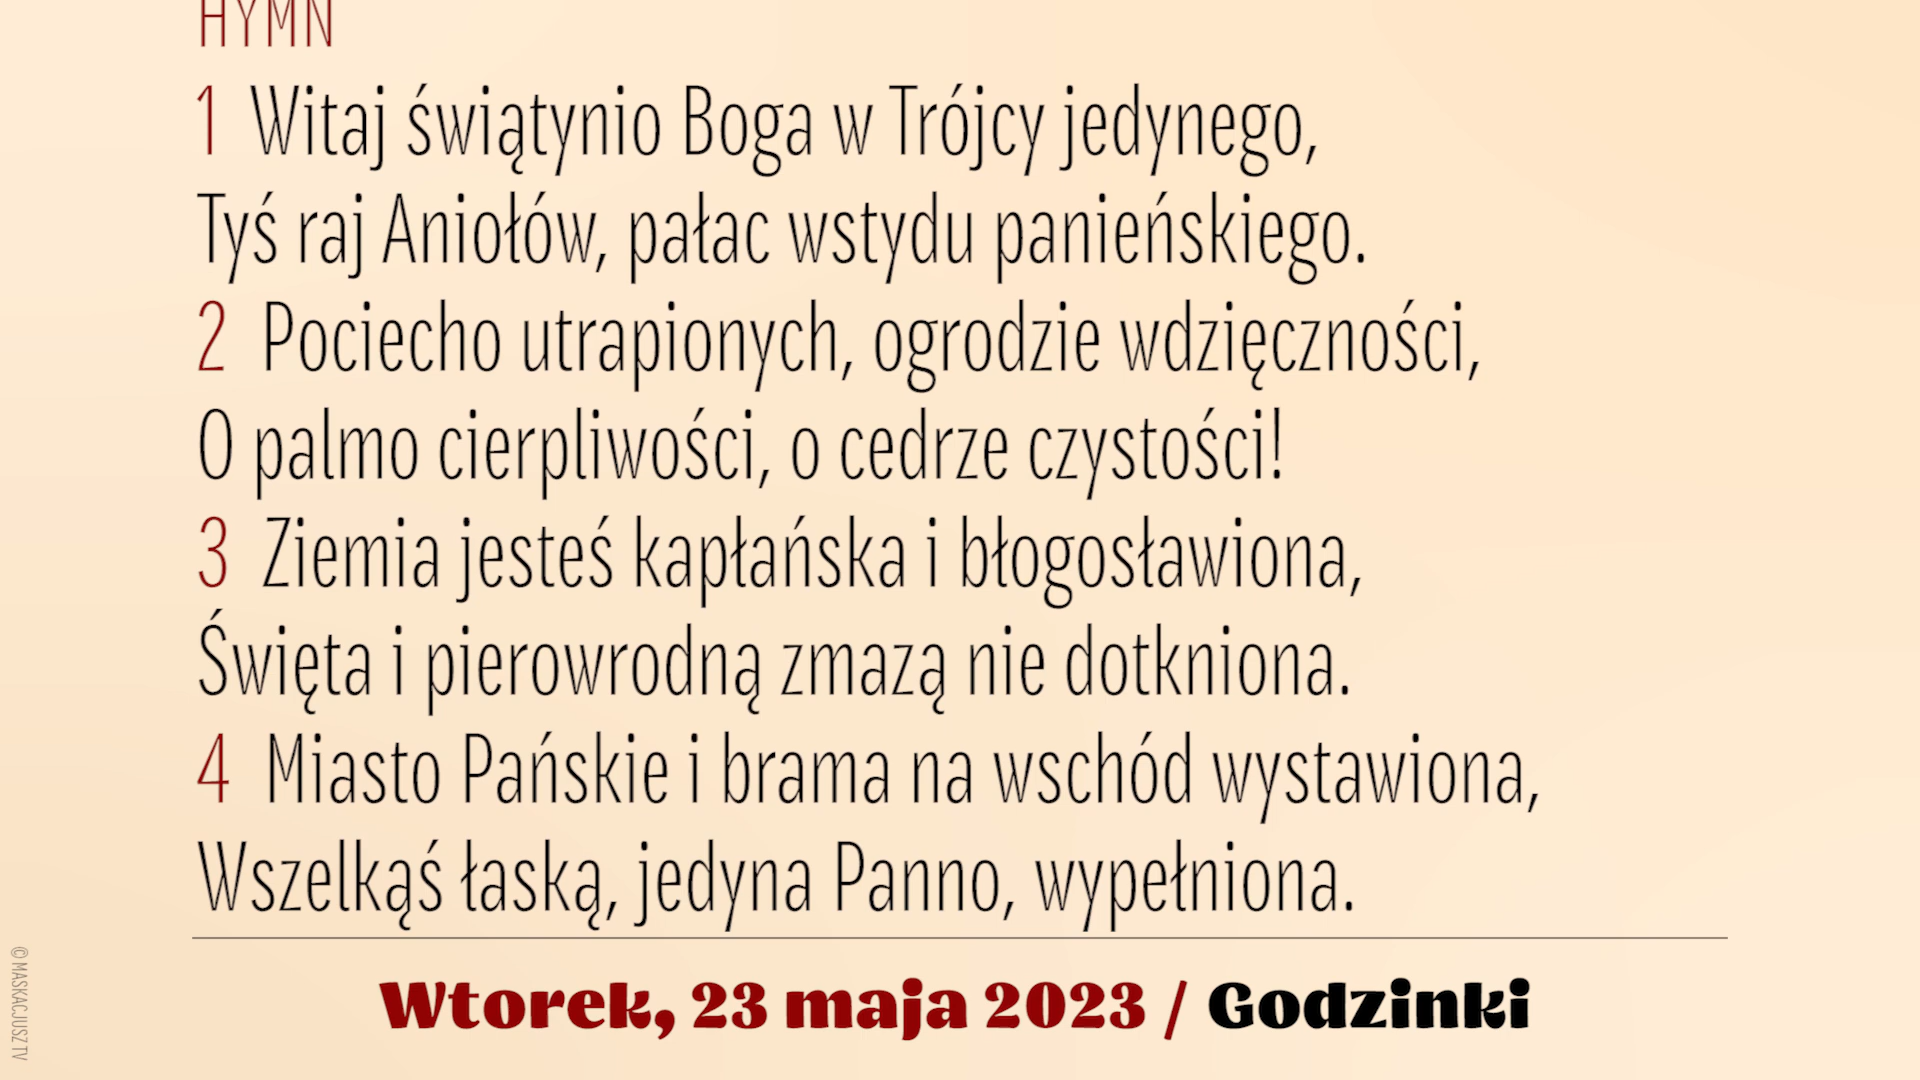 HYMN
1 Witaj świątynio Boga w Trójcy jedynego,
Tyś raj Aniołów, pałac wstydu panieńskiego.
2 Pociecho utrapionych, ogrodzie wdzięczności,
O palmo cierpliwości, o cedrze czystości!
3 Ziemia jesteś kapłańska i błogosławiona,
Święta i pierowrodną zmazą nie dotkniona.
4 Miasto Pańskie i brama na wschód wystawiona,
Wszelkąś łaską, jedyna Panno, wypełniona.
Wtorek, 23 maja 2023 / Godzinki
© MASKACJUSZ TV